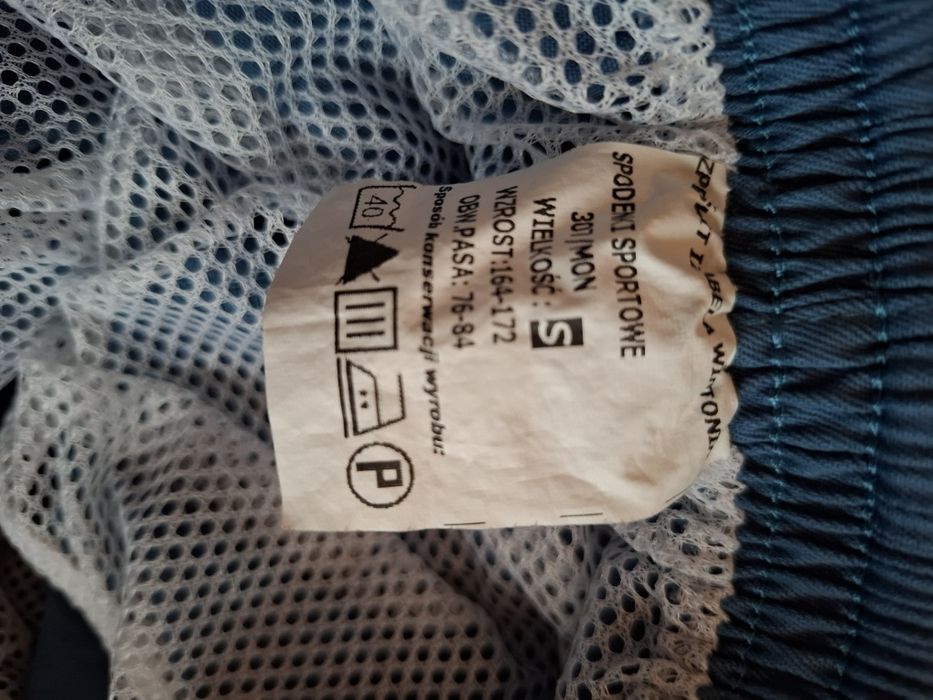 SPODENKI SPORTOWE
301/MON
WIELKOŚĆ: S
WZROST:164-172
OBW.PASA: 76-84
Sposób konserwacji wyrobu:
40
P